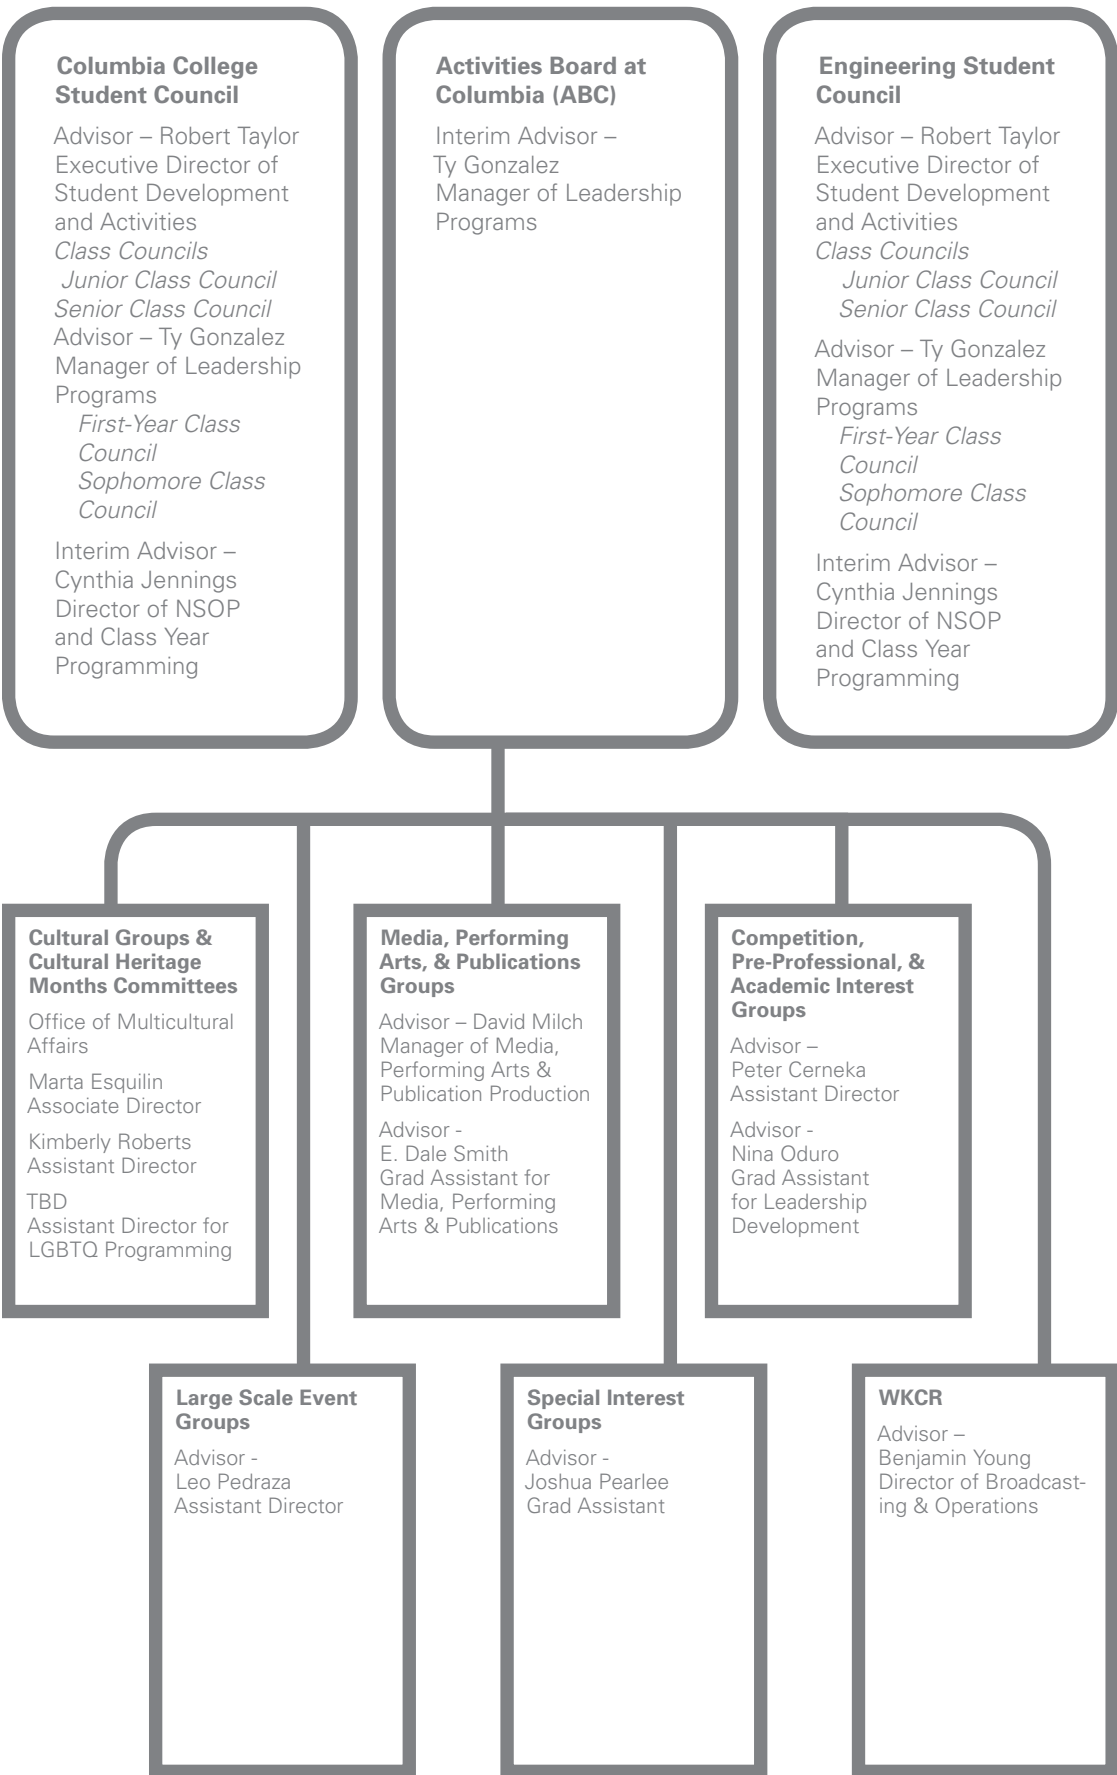 Columbia College
Student Council
Advisor – Robert Taylor
Executive Director of
Student Development
and Activities
Class Councils
Junior Class Council
Senior Class Council
Advisor – Ty Gonzalez
Manager of Leadership
Programs
First-Year Class
Council
Sophomore Class
Council
Interim Advisor –
Cynthia Jennings
Director of NSOP
and Class Year
Programming
Activities Board at
Columbia (ABC)
Interim Advisor –
Ty Gonzalez
Manager of Leadership
Programs
Engineering Student
Council
Advisor – Robert Taylor
Executive Director of
Student Development
and Activities
Class Councils
Junior Class Council
Senior Class Council
Advisor – Ty Gonzalez
Manager of Leadership
Programs
First-Year Class
Council
Sophomore Class
Council
Interim Advisor –
Cynthia Jennings
Director of NSOP
and Class Year
Programming
Cultural Groups &
Cultural Heritage
Months Committees
Office of Multicultural
Affairs
Marta Esquilin
Associate Director
Kimberly Roberts
Assistant Director
TBD
Assistant Director for
LGBTQ Programming
Media, Performing
Arts, & Publications
Groups
Advisor – David Milch
Manager of Media,
Performing Arts &
Publication Production
Advisor -
E. Dale Smith
Grad Assistant for
Media, Performing
Arts & Publications
Competition,
Pre-Professional, &
Academic Interest
Groups
Advisor –
Peter Cerneka
Assistant Director
Advisor -
Nina Oduro
Grad Assistant
for Leadership
Development
Large Scale Event
Groups
Advisor -
Leo Pedraza
Assistant Director
Special Interest
Groups
Advisor -
Joshua Pearlee
Grad Assistant
WKCR
Advisor –
Benjamin Young
Director of Broadcast-
ing & Operations